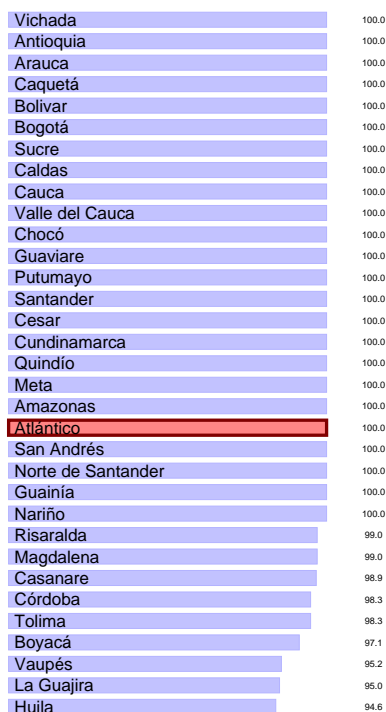 Vichada 100.0
Antioquia 100.0
Arauca 100.0
Caquetá 100.0
Bolivar 100.0
Bogotá 100.0
Sucre 100.0
Caldas 100.0
Cauca 100.0
Valle del Cauca 100.0
Chocó 100.0
Guaviare 100.0
Putumayo 100.0
Santander 100.0
Cesar 100.0
Cundinamarca 100.0
Quindío 100.0
Meta 100.0
Amazonas 100.0
Atlántico 100.0
San Andrés 100.0
Norte de Santander 100.0
Guainía 100.0
Nariño 100.0
Risaralda 99.0
Magdalena 99.0
Casanare 98.9
Córdoba 98.3
Tolima 98.3
Boyacá 97.1
Vaupés 95.2
La Guajira 95.0
Huila 94.6